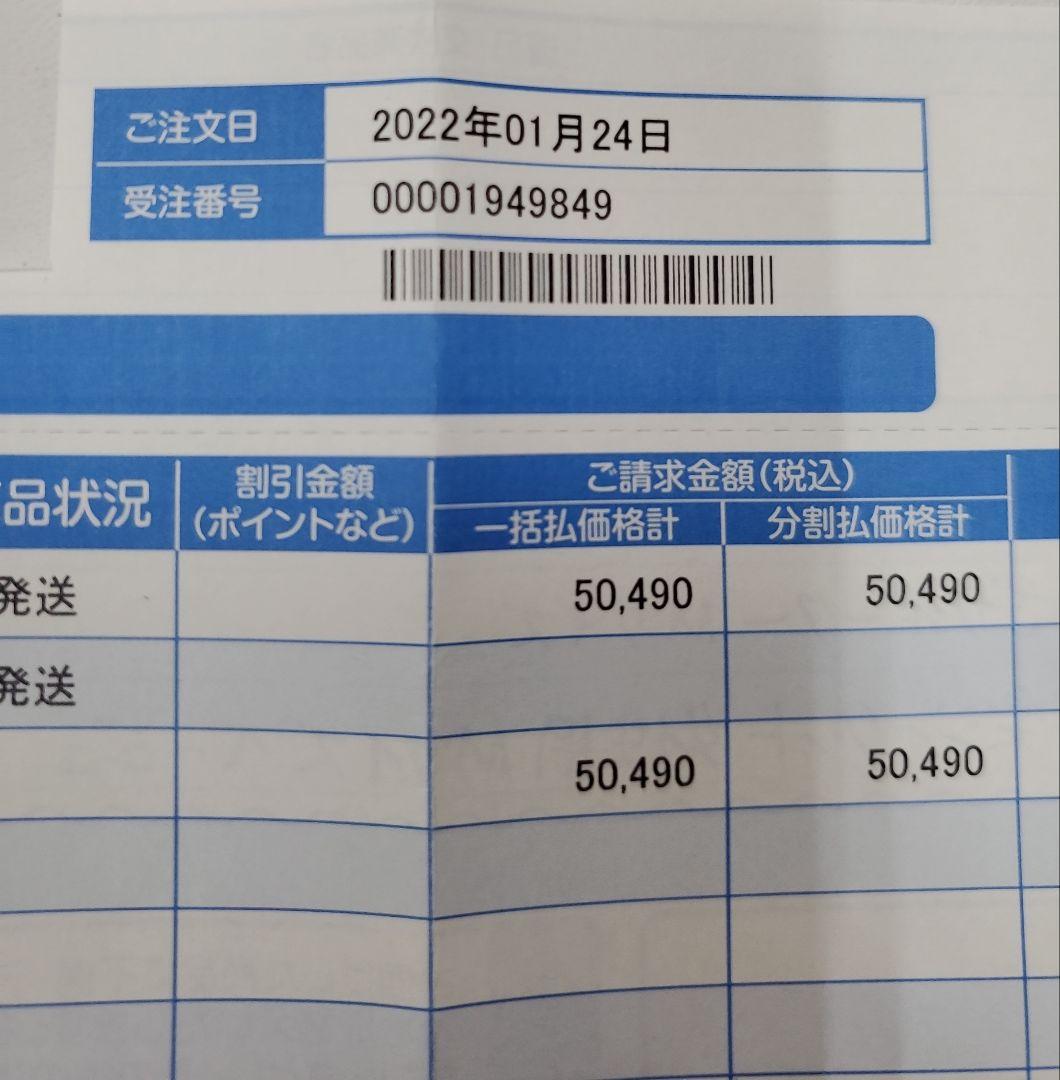 ご注文日 2022年01月24日
受注番号 00001949849
品状況 割引金額 ご請求金額(税込)
(ポイントなど) 一括払価格計 分割払価格計
発送 50,490 50,490
発送
50,490 50,490